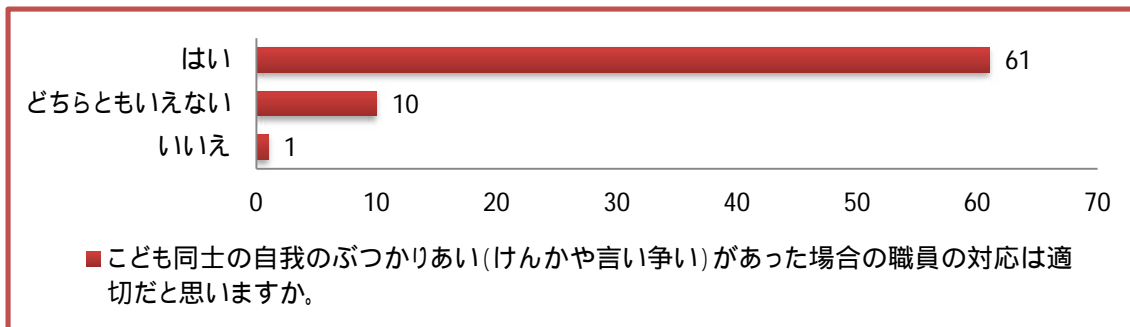 はい 61
どちらともいえない 10
いいえ 1
0 10 20 30 40 50 60 70
こども同士の自我のぶつかりあい(けんかや言い争い)があった場合の職員の対応は適
切だと思いますか。